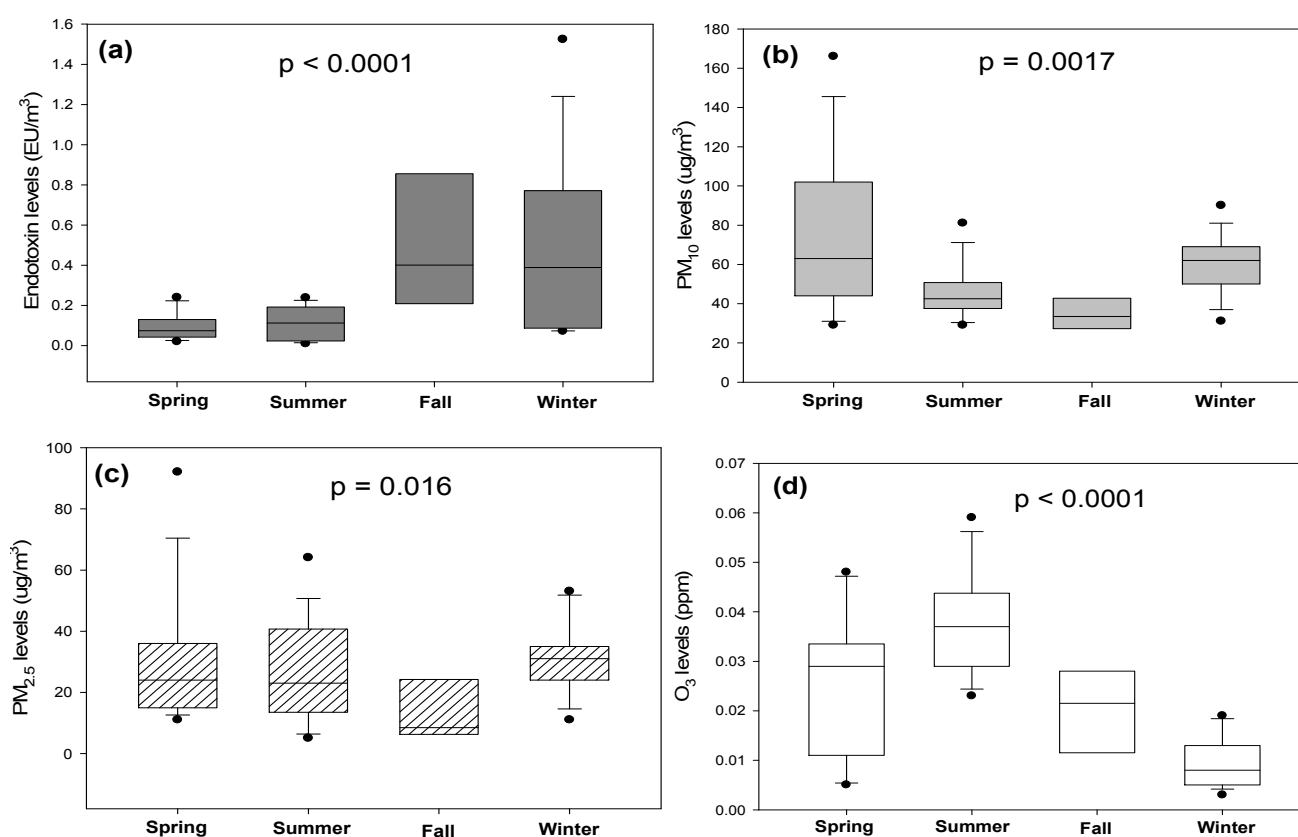 (a)
p < 0.0001
Endotoxin levels (EU/m³)
1.6
1.4
1.2
1.0
0.8
0.6
0.4
0.2
0.0
Spring Summer Fall Winter
(b)
p = 0.0017
PM₁₀ levels (ug/m³)
180
160
140
120
100
80
60
40
20
0
Spring Summer Fall Winter
(c)
p = 0.016
PM₂.₅ levels (ug/m³)
100
80
60
40
20
0
Spring Summer Fall Winter
(d)
p < 0.0001
O₃ levels (ppm)
0.07
0.06
0.05
0.04
0.03
0.02
0.01
0.00
Spring Summer Fall Winter